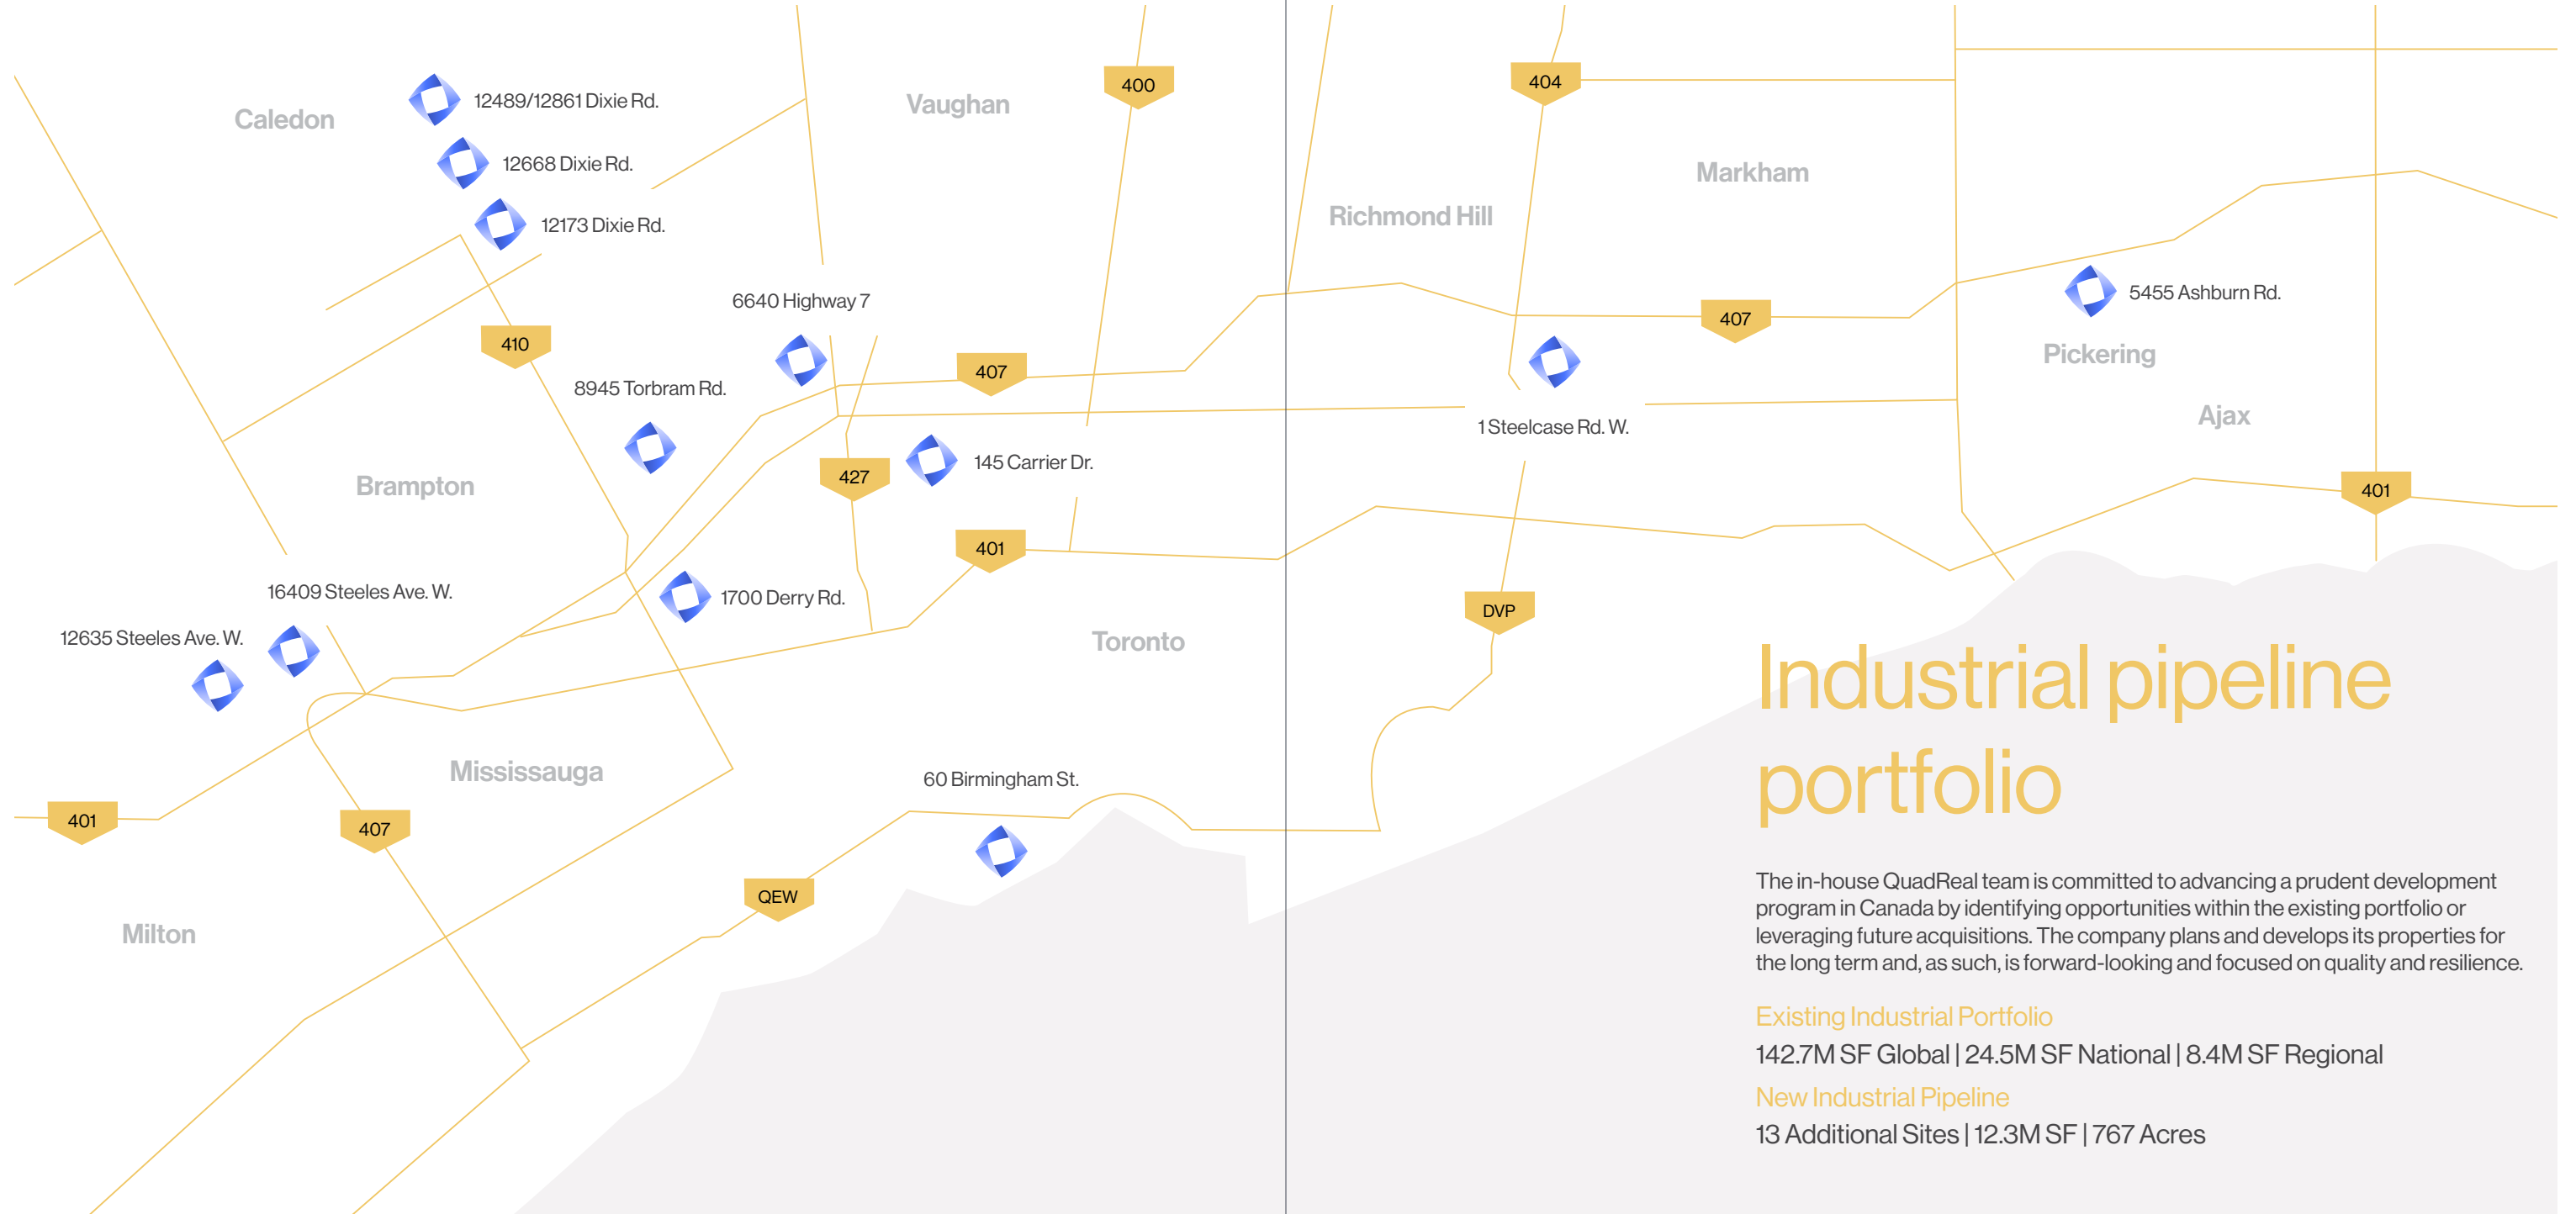 400
404
12489/12861 Dixie Rd.
Vaughan
Caledon
12668 Dixie Rd.
Markham
Richmond Hill
12173 Dixie Rd.
5455 Ashburn Rd.
6640 Highway 7
407
410
Pickering
407
8945 Torbram Rd.
Ajax
1 Steelcase Rd. W.
145 Carrier Dr.
427
Brampton
401
401
16409 Steeles Ave. W.
1700 Derry Rd.
DVP
12635 Steeles Ave. W.
Toronto
Mississauga
60 Birmingham St.
401
407
QEW
Milton
Industrial pipeline
portfolio
The in-house QuadReal team is committed to advancing a prudent development
program in Canada by identifying opportunities within the existing portfolio or
leveraging future acquisitions. The company plans and develops its properties for
the long term and, as such, is forward-looking and focused on quality and resilience.
Existing Industrial Portfolio
142.7M SF Global | 24.5M SF National | 8.4M SF Regional
New Industrial Pipeline
13 Additional Sites | 12.3M SF | 767 Acres